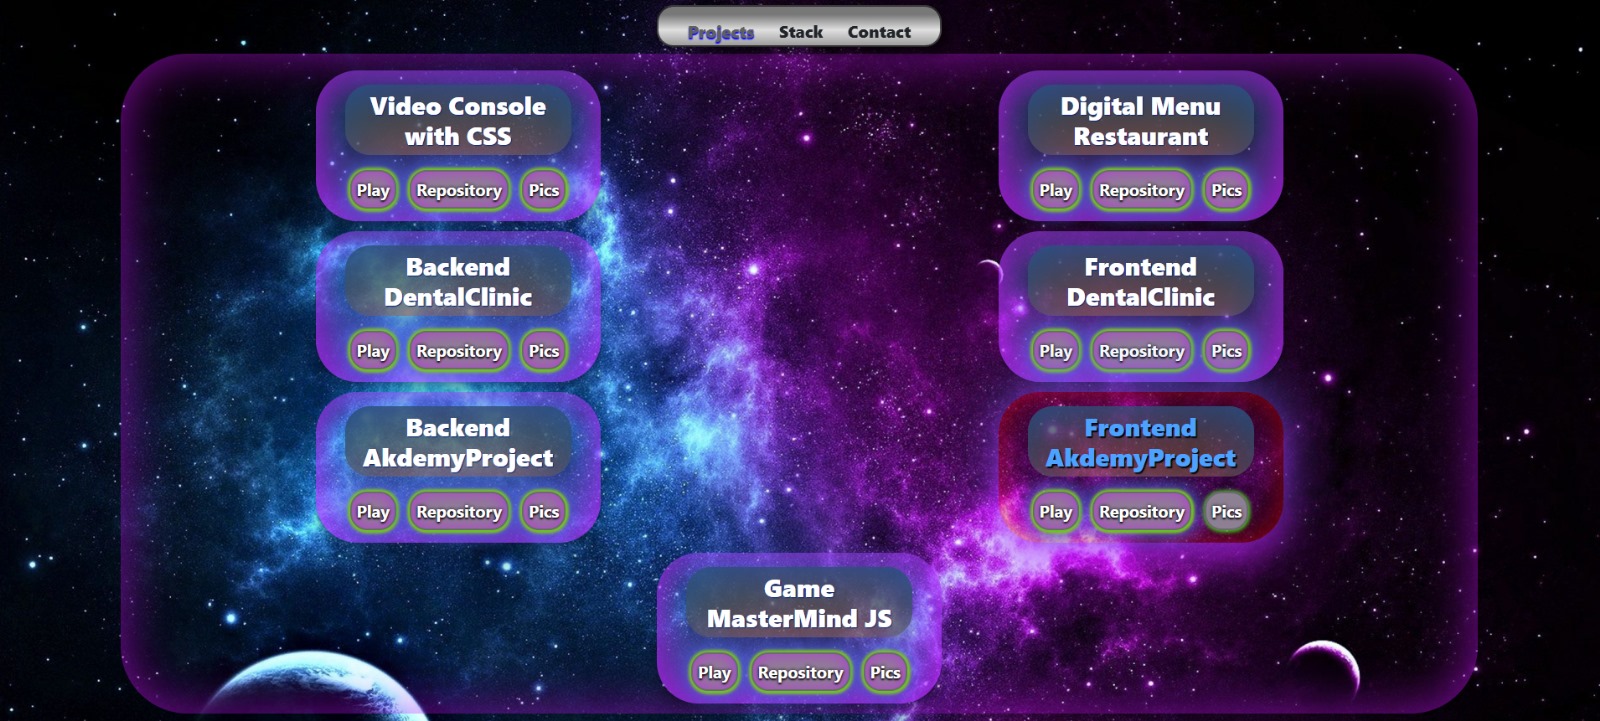 Projects Stack Contact
Video Console
with CSS
Play Repository Pics
Digital Menu
Restaurant
Play Repository Pics
Backend
DentalClinic
Play Repository Pics
Frontend
DentalClinic
Play Repository Pics
Backend
AkdemyProject
Play Repository Pics
Frontend
AkdemyProject
Play Repository Pics
Game
MasterMind JS
Play Repository Pics